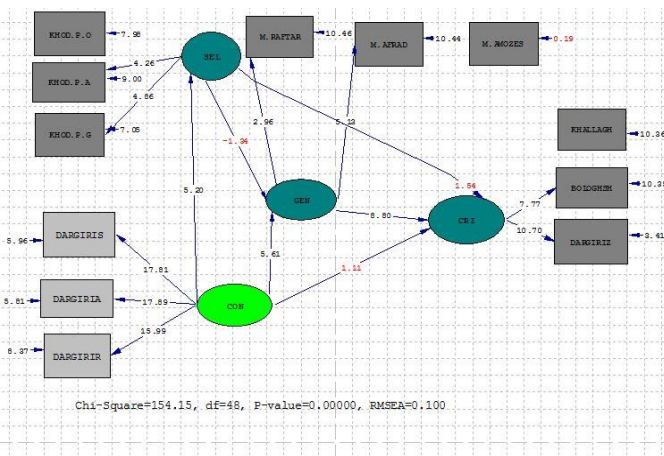 KHOD.P.O
7.98
SEL
M.RAFTAR
10.46
M.AFRAD
10.44
M.AMOZES
0.19
KHOD.P.A
4.26
9.00
4.86
KHOD.P.G
7.05
2.96
5.13
-1.34
KHALLAGH
10.36
1.54
BOLOGHSH
10.35
5.20
GEN
7.77
8.80
CRI
10.70
DARGIRIZ
3.41
DARGIRIS
5.96
5.61
1.11
17.81
DARGIRIA
5.81
17.89
CON
15.99
DARGIRIR
8.37
Chi-Square=154.15, df=48, P-value=0.00000, RMSEA=0.100